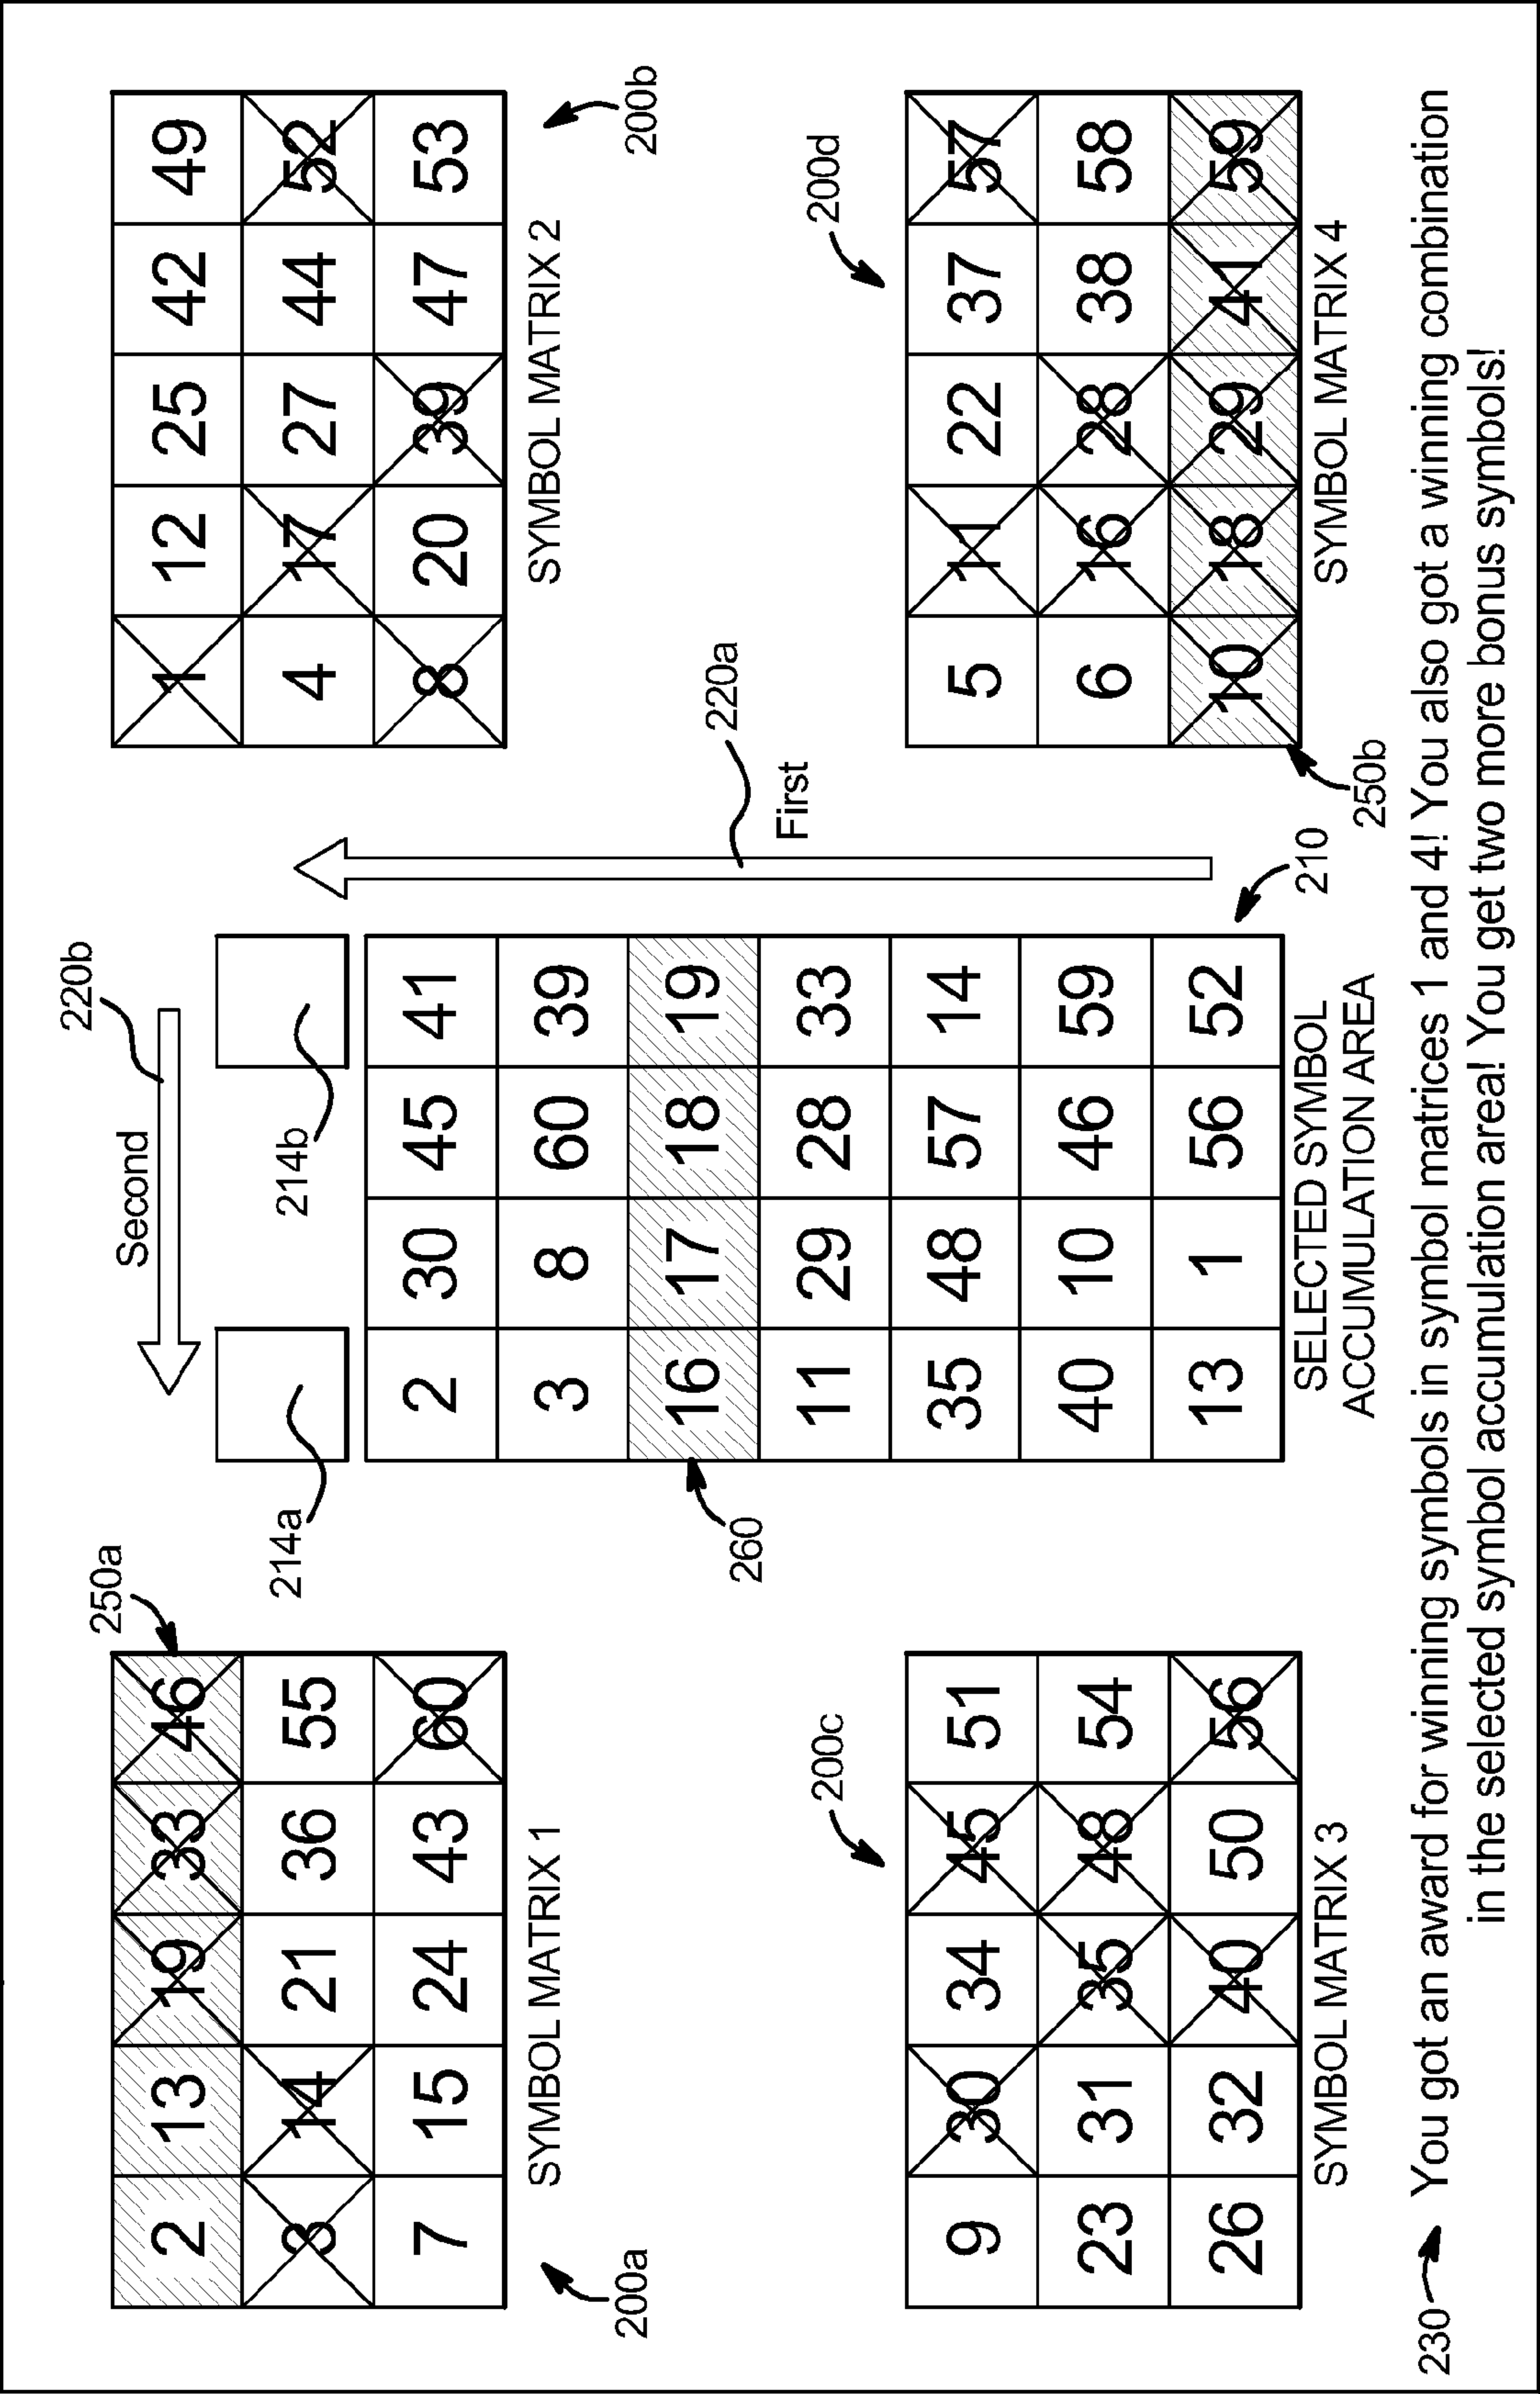 250a
46
33
19
13
2
55
36
21
14
3
60
43
24
15
7
SYMBOL MATRIX 1
200a
Second
220b
214a
214b
2 30 45 41
3 8 60 39
16 17 18 19
11 29 28 33
35 48 57 14
40 10 46 59
13 1 56 52
260
SELECTED SYMBOL
ACCUMULATION AREA
210
220a
First
1 12 25 42 49
4 17 27 44 52
8 20 39 47 53
SYMBOL MATRIX 2
200b
200c
9 30 34 45 51
23 31 35 48 54
26 32 40 50 56
SYMBOL MATRIX 3
200d
5 11 22 37 57
6 16 28 38 58
10 18 29 41 59
SYMBOL MATRIX 4
250b
230
You got an award for winning symbols in symbol matrices 1 and 4! You also got a winning combination
in the selected symbol accumulation area! You get two more bonus symbols!